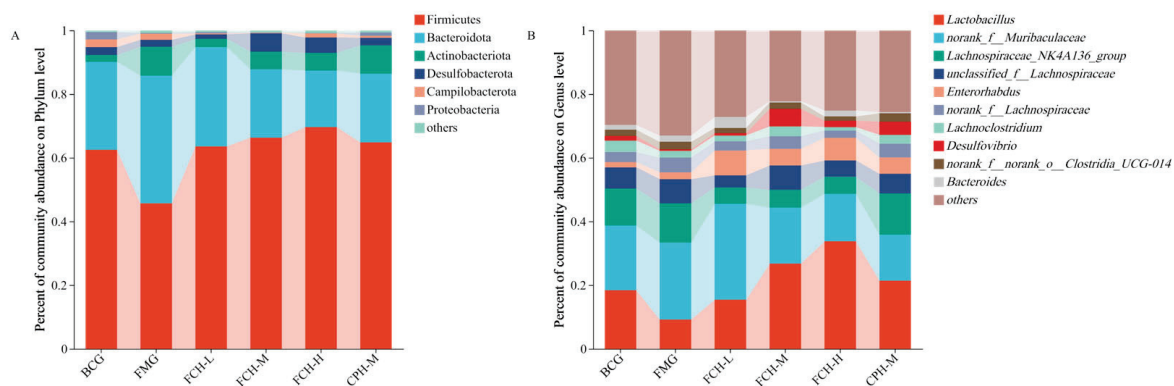 A
Percent of community abundance on Phylum level
1
0.8
0.6
0.4
0.2
0
BCG
FMG
FCH-L
FCH-M
FCH-H
CPH-M
Firmicutes
Bacteroidota
Actinobacteriota
Desulfobacterota
Campilobacterota
Proteobacteria
others
B
Percent of community abundance on Genus level
1
0.8
0.6
0.4
0.2
0
BCG
FMG
FCH-L
FCH-M
FCH-H
CPH-M
Lactobacillus
norank_f__Muribaculaceae
Lachnospiraceae_NK4A136_group
unclassified_f__Lachnospiraceae
Enterorhabdus
norank_f__Lachnospiraceae
Lachnoclostridium
Desulfovibrio
norank_f__norank_o__Clostridia_UCG-014
Bacteroides
others